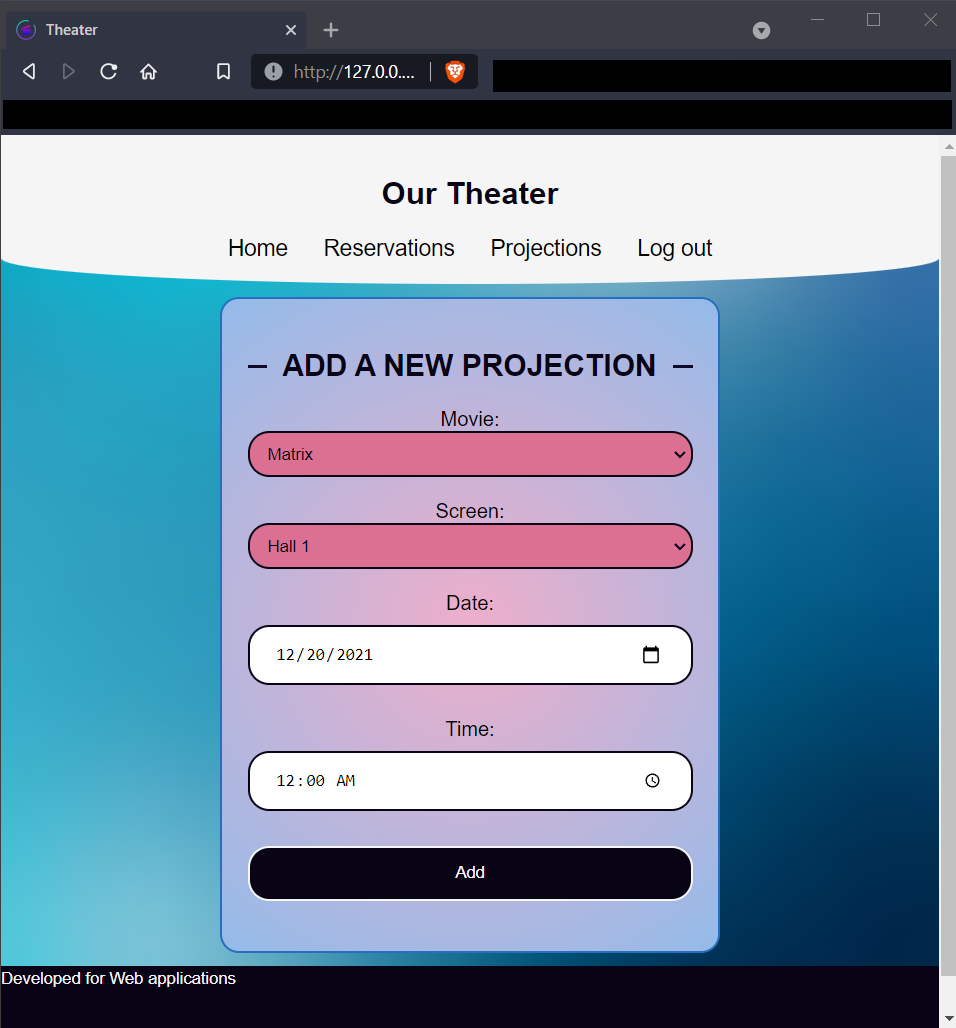 Theater
http://127.0.0....
Our Theater
Home Reservations Projections Log out
ADD A NEW PROJECTION
Movie:
Matrix
Screen:
Hall 1
Date:
12/20/2021
Time:
12:00 AM
Add
Developed for Web applications